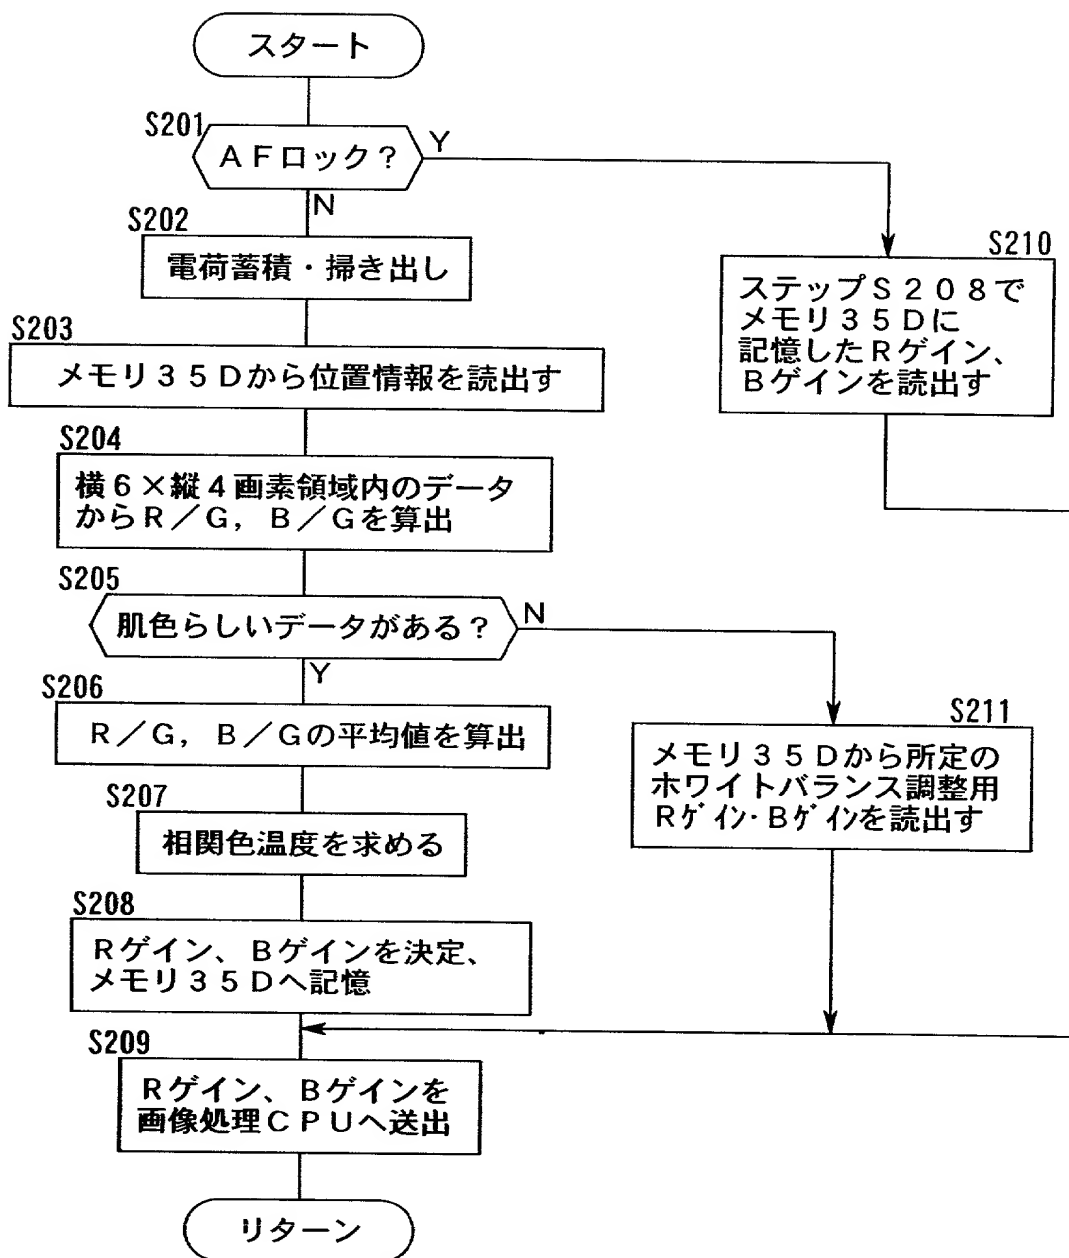 スタート
S201
AFロック?
Y
N
S202
電荷蓄積・掃き出し
S203
メモリ35Dから位置情報を読出す
S204
横6×縦4画素領域内のデータ
からR/G, B/Gを算出
S205
肌色らしいデータがある?
N
Y
S206
R/G, B/Gの平均値を算出
S207
相関色温度を求める
S208
Rゲイン、Bゲインを決定、
メモリ35Dへ記憶
S209
Rゲイン、Bゲインを
画像処理CPUへ送出
リターン
S210
ステップS208で
メモリ35Dに
記憶したRゲイン、
Bゲインを読出す
S211
メモリ35Dから所定の
ホワイトバランス調整用
Rゲイン・Bゲインを読出す